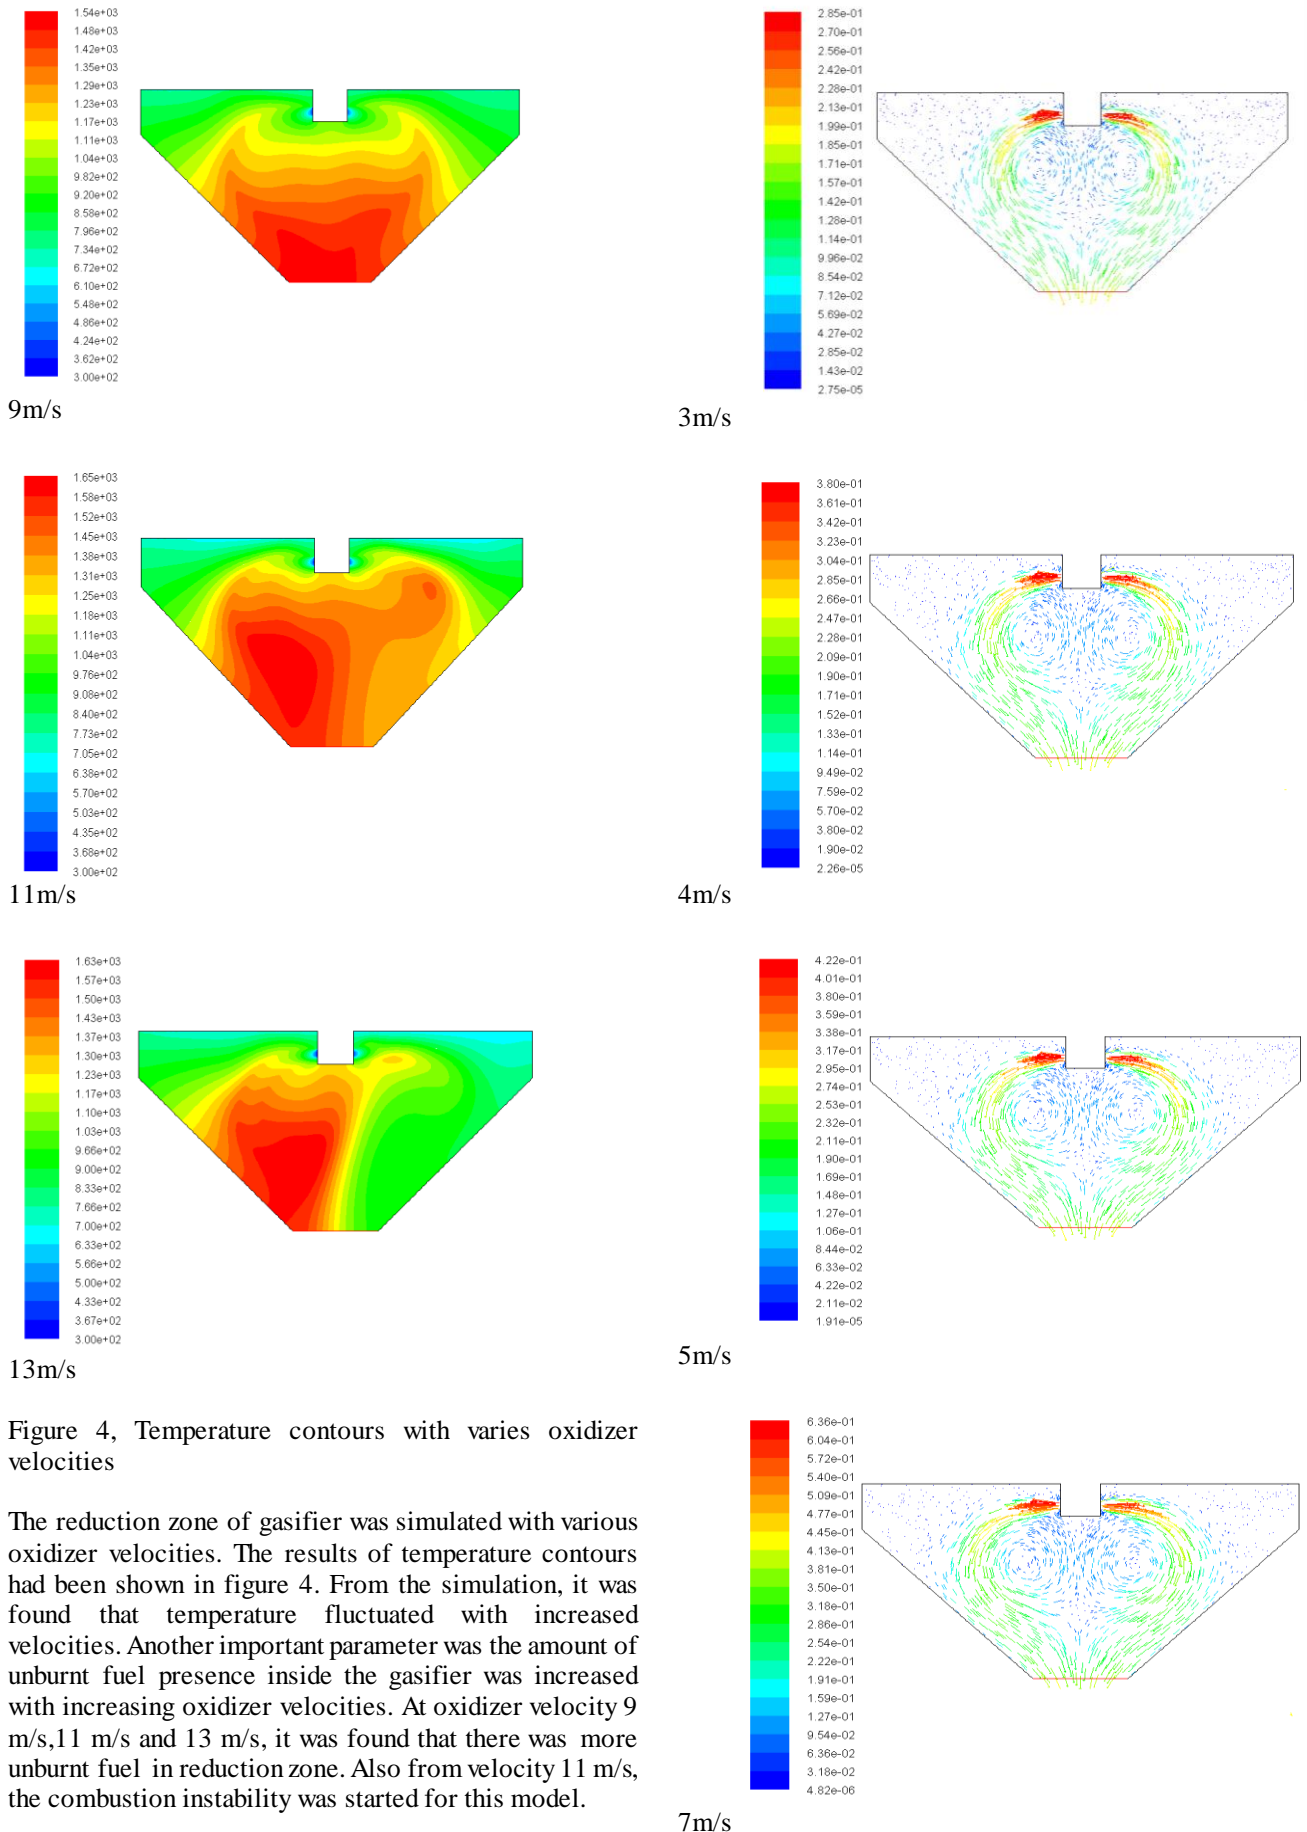 1.54e+03
1.48e+03
1.42e+03
1.35e+03
1.29e+03
1.23e+03
1.17e+03
1.11e+03
1.04e+03
9.82e+02
9.20e+02
8.58e+02
7.96e+02
7.34e+02
6.72e+02
6.10e+02
5.48e+02
4.86e+02
4.24e+02
3.62e+02
3.00e+02
9m/s
1.65e+03
1.58e+03
1.52e+03
1.45e+03
1.38e+03
1.31e+03
1.25e+03
1.18e+03
1.11e+03
1.04e+03
9.76e+02
9.08e+02
8.40e+02
7.73e+02
7.05e+02
6.38e+02
5.70e+02
5.03e+02
4.35e+02
3.68e+02
3.00e+02
11m/s
1.63e+03
1.57e+03
1.50e+03
1.43e+03
1.37e+03
1.30e+03
1.23e+03
1.17e+03
1.10e+03
1.03e+03
9.66e+02
9.00e+02
8.33e+02
7.66e+02
7.00e+02
6.33e+02
5.66e+02
5.00e+02
4.33e+02
3.67e+02
3.00e+02
13m/s
Figure 4, Temperature contours with varies oxidizer
velocities
The reduction zone of gasifier was simulated with various
oxidizer velocities. The results of temperature contours
had been shown in figure 4. From the simulation, it was
found that temperature fluctuated with increased
velocities. Another important parameter was the amount of
unburnt fuel presence inside the gasifier was increased
with increasing oxidizer velocities. At oxidizer velocity 9
m/s,11 m/s and 13 m/s, it was found that there was more
unburnt fuel in reduction zone. Also from velocity 11 m/s,
the combustion instability was started for this model.
2.85e-01
2.70e-01
2.56e-01
2.42e-01
2.28e-01
2.13e-01
1.99e-01
1.85e-01
1.71e-01
1.57e-01
1.42e-01
1.28e-01
1.14e-01
9.96e-02
8.54e-02
7.12e-02
5.69e-02
4.27e-02
2.85e-02
1.43e-02
2.75e-05
3m/s
3.80e-01
3.61e-01
3.42e-01
3.23e-01
3.04e-01
2.85e-01
2.66e-01
2.47e-01
2.28e-01
2.09e-01
1.90e-01
1.71e-01
1.52e-01
1.33e-01
1.14e-01
9.49e-02
7.59e-02
5.70e-02
3.80e-02
1.90e-02
2.26e-05
4m/s
4.22e-01
4.01e-01
3.80e-01
3.59e-01
3.38e-01
3.17e-01
2.95e-01
2.74e-01
2.53e-01
2.32e-01
2.11e-01
1.90e-01
1.69e-01
1.48e-01
1.27e-01
1.06e-01
8.44e-02
6.33e-02
4.22e-02
2.11e-02
1.91e-05
5m/s
6.36e-01
6.04e-01
5.72e-01
5.40e-01
5.09e-01
4.77e-01
4.45e-01
4.13e-01
3.81e-01
3.50e-01
3.18e-01
2.86e-01
2.54e-01
2.22e-01
1.91e-01
1.59e-01
1.27e-01
9.54e-02
6.36e-02
3.18e-02
4.82e-06
7m/s